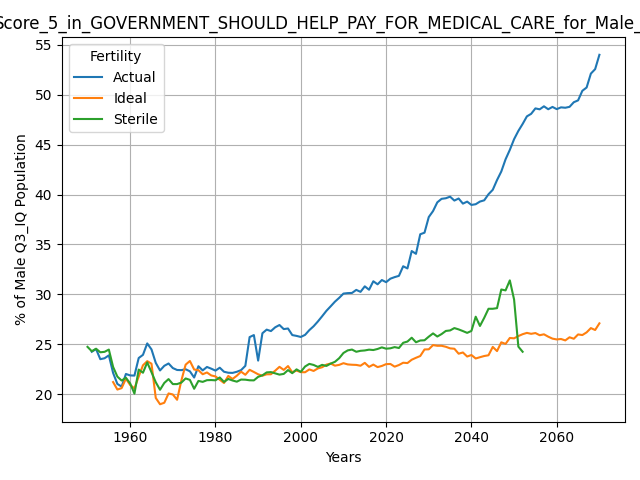 Score_5_in_GOVERNMENT_SHOULD_HELP_PAY_FOR_MEDICAL_CARE_for_Male_
Fertility
Actual
Ideal
Sterile
% of Male Q3_IQ Population
55
50
45
40
35
30
25
20
1960
1980
2000
2020
2040
2060
Years